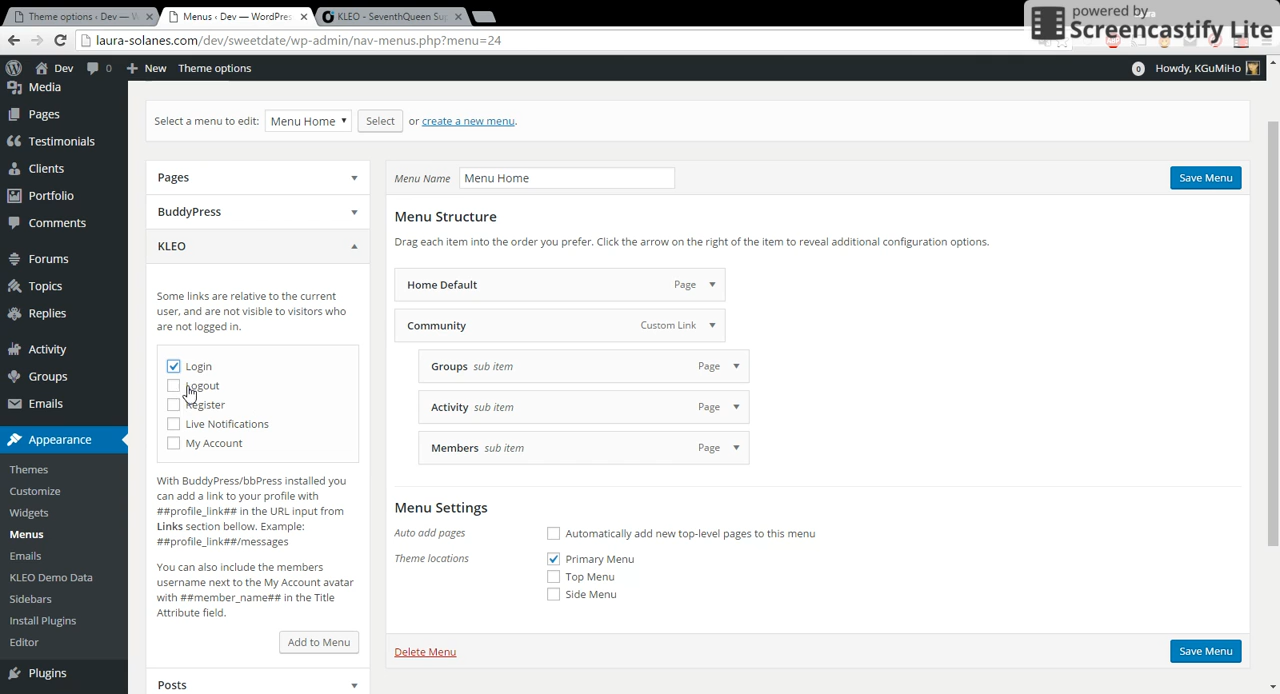 Theme options ‹ Dev — W
Menus ‹ Dev — WordPres
KLEO - SeventhQueen Sup
powered by
Screencastify Lite
laura-solanes.com/dev/sweetdate/wp-admin/nav-menus.php?menu=24
Dev 0 New Theme options
0 Howdy, KGuMiHo
Media
Pages
Testimonials
Clients
Portfolio
Comments
Forums
Topics
Replies
Activity
Groups
Emails
Appearance
Themes
Customize
Widgets
Menus
Emails
KLEO Demo Data
Sidebars
Install Plugins
Editor
Plugins
Select a menu to edit: Menu Home Select or create a new menu.
Pages
BuddyPress
KLEO
Some links are relative to the current
user, and are not visible to visitors who
are not logged in.
Login
Logout
Register
Live Notifications
My Account
With BuddyPress/bbPress installed you
can add a link to your profile with
##profile_link## in the URL input from
Links section bellow. Example:
##profile_link##/messages
You can also include the members
username next to the My Account avatar
with ##member_name## in the Title
Attribute field.
Add to Menu
Posts
Menu Name Menu Home Save Menu
Menu Structure
Drag each item into the order you prefer. Click the arrow on the right of the item to reveal additional configuration options.
Home Default Page
Community Custom Link
Groups sub item Page
Activity sub item Page
Members sub item Page
Menu Settings
Auto add pages Automatically add new top-level pages to this menu
Theme locations Primary Menu
Top Menu
Side Menu
Delete Menu Save Menu